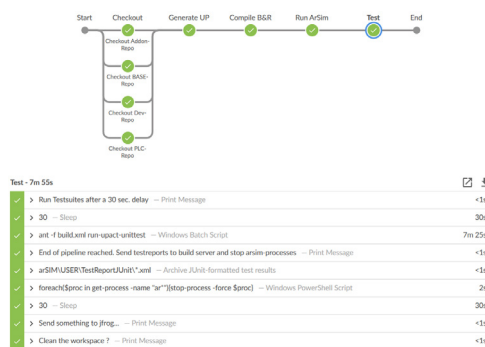 Start Checkout Generate UP Compile B&R Run ArSim Test End
Checkout Addon-
Repo
Checkout BASE-
Repo
Checkout Dev-
Repo
Checkout PLC-
Repo
Test - 7m 55s
Run Testsuites after a 30 sec. delay — Print Message <1s
30 — Sleep 30s
ant -f build.xml run-upact-unittest — Windows Batch Script 7m 25s
End of pipeline reached. Send testreports to build server and stop arsim-processes — Print Message <1s
arSIM\USER\TestReportJUnit\*.xml — Archive JUnit-formatted test results <1s
foreach($proc in get-process -name "ar*"){stop-process -force $proc} — Windows PowerShell Script 2s
30 — Sleep 30s
Send something to jfrog... — Print Message <1s
Clean the workspace ? — Print Message <1s